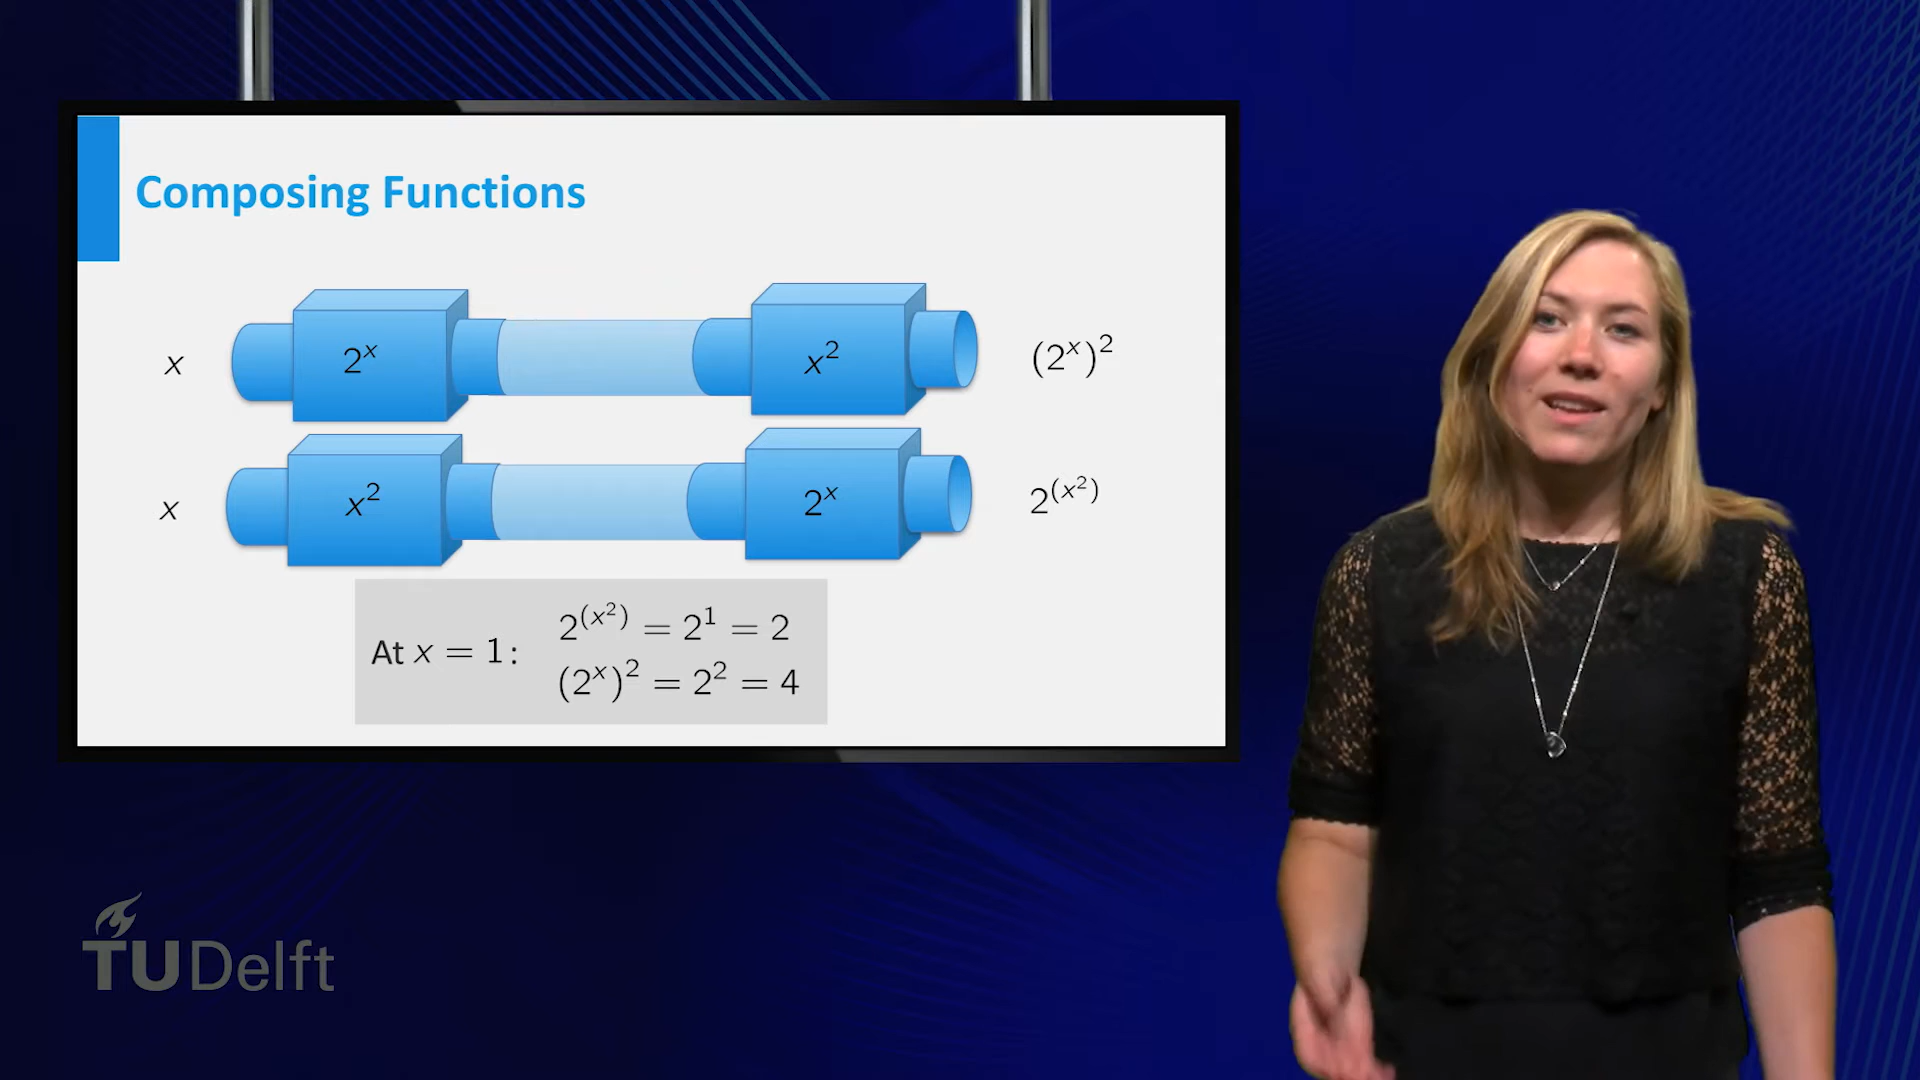 Composing Functions
x 2^x x^2 (2^x)^2
x x^2 2^x 2^(x^2)
At x = 1: 2^(x^2) = 2^1 = 2
(2^x)^2 = 2^2 = 4
TU Delft